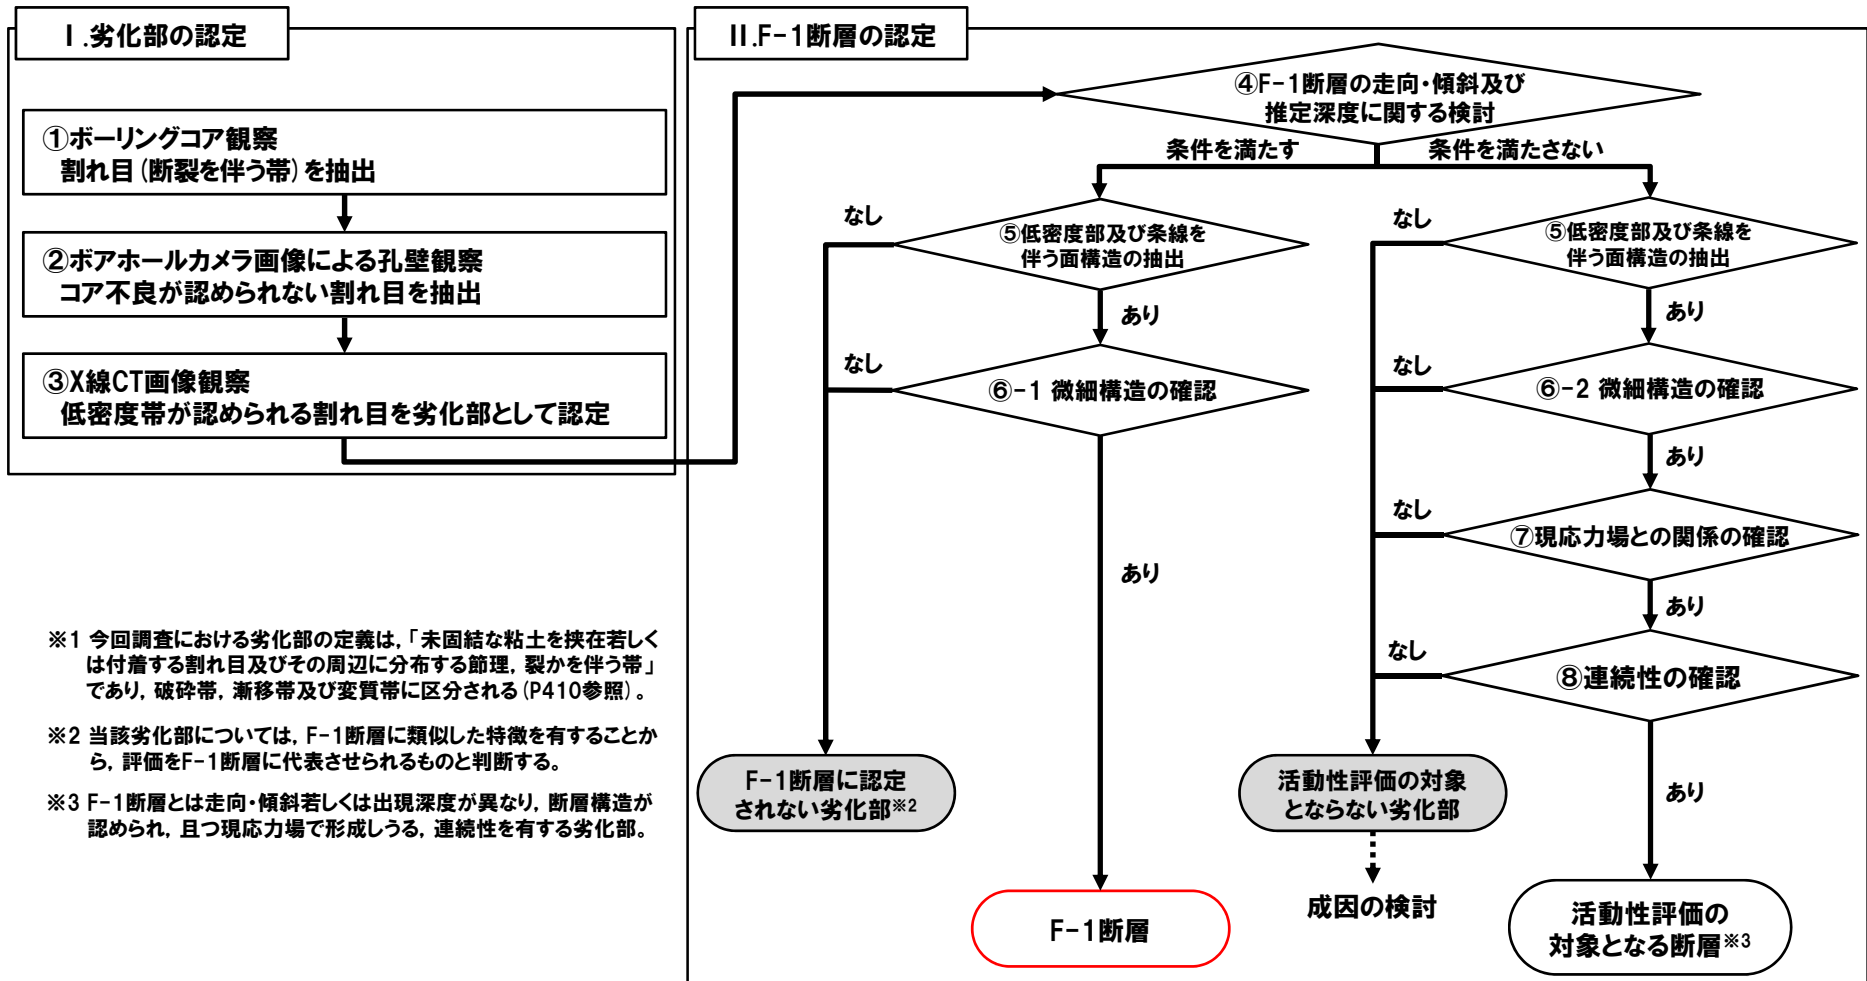 Ⅰ.劣化部の認定
①ボーリングコア観察
割れ目(断裂を伴う帯)を抽出
②ボアホールカメラ画像による孔壁観察
コア不良が認められない割れ目を抽出
③X線CT画像観察
低密度帯が認められる割れ目を劣化部として認定
※1 今回調査における劣化部の定義は,「未固結な粘土を挟在若しく
は付着する割れ目及びその周辺に分布する節理, 裂かを伴う帯」
であり, 破砕帯, 漸移帯及び変質帯に区分される(P410参照)。
※2 当該劣化部については, F-1断層に類似した特徴を有することか
ら, 評価をF-1断層に代表させられるものと判断する。
※3 F-1断層とは走向・傾斜若しくは出現深度が異なり, 断層構造が
認められ, 且つ現応力場で形成しうる, 連続性を有する劣化部。
Ⅱ.F-1断層の認定
④F-1断層の走向・傾斜及び
推定深度に関する検討
条件を満たす
条件を満たさない
なし
⑤低密度部及び条線を
伴う面構造の抽出
あり
なし
⑥-1 微細構造の確認
あり
F-1断層に認定
されない劣化部※2
F-1断層
なし
⑤低密度部及び条線を
伴う面構造の抽出
あり
なし
⑥-2 微細構造の確認
あり
なし
⑦現応力場との関係の確認
あり
なし
⑧連続性の確認
あり
活動性評価の対象
とならない劣化部
成因の検討
活動性評価の
対象となる断層※3